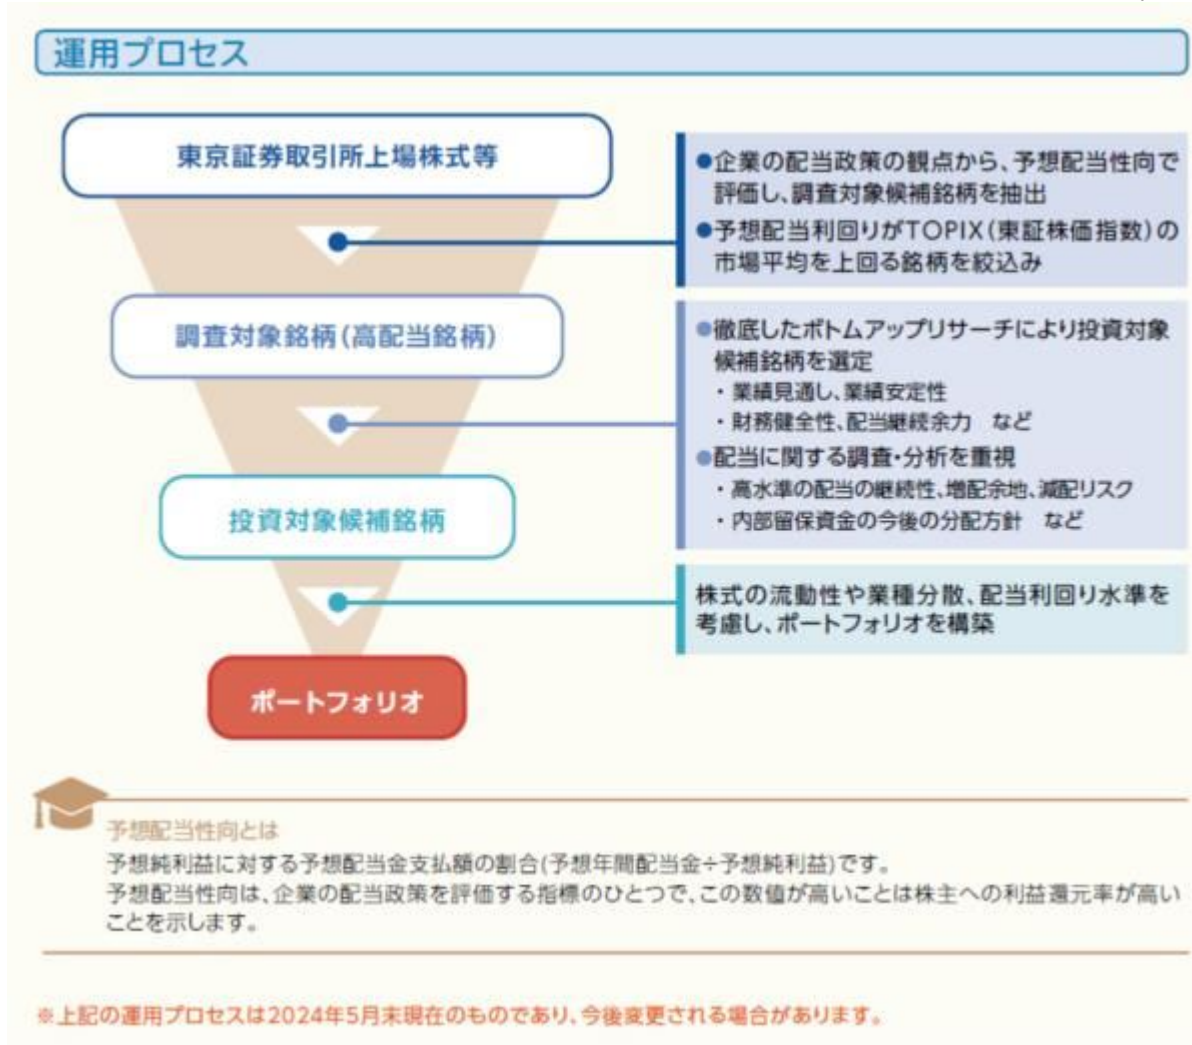 運用プロセス
東京証券取引所上場株式等
●企業の配当政策の観点から、予想配当性向で
評価し、調査対象候補銘柄を抽出
●予想配当利回りがTOPIX(東証株価指数)の
市場平均を上回る銘柄を絞込み
調査対象銘柄(高配当銘柄)
●徹底したボトムアップリサーチにより投資対象
候補銘柄を選定
・業績見通し、業績安定性
・財務健全性、配当継続余力 など
●配当に関する調査・分析を重視
・高水準の配当の継続性、増配余地、減配リスク
・内部留保資金の今後の分配方針 など
投資対象候補銘柄
株式の流動性や業種分散、配当利回り水準を
考慮し、ポートフォリオを構築
ポートフォリオ
予想配当性向とは
予想純利益に対する予想配当金支払額の割合(予想年間配当金÷予想純利益)です。
予想配当性向は、企業の配当政策を評価する指標のひとつで、この数値が高いことは株主への利益還元率が高い
ことを示します。
※上記の運用プロセスは2024年5月末現在のものであり、今後変更される場合があります。